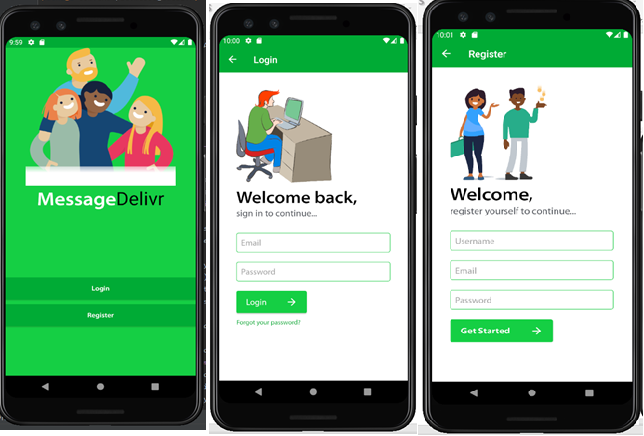 9:59
MessageDelivr
Login
Register
10:00
Login
Welcome back,
sign in to continue...
Email
Password
Login
Forgot your password?
10:01
Register
Welcome,
register yourself to continue...
Username
Email
Password
Get Started